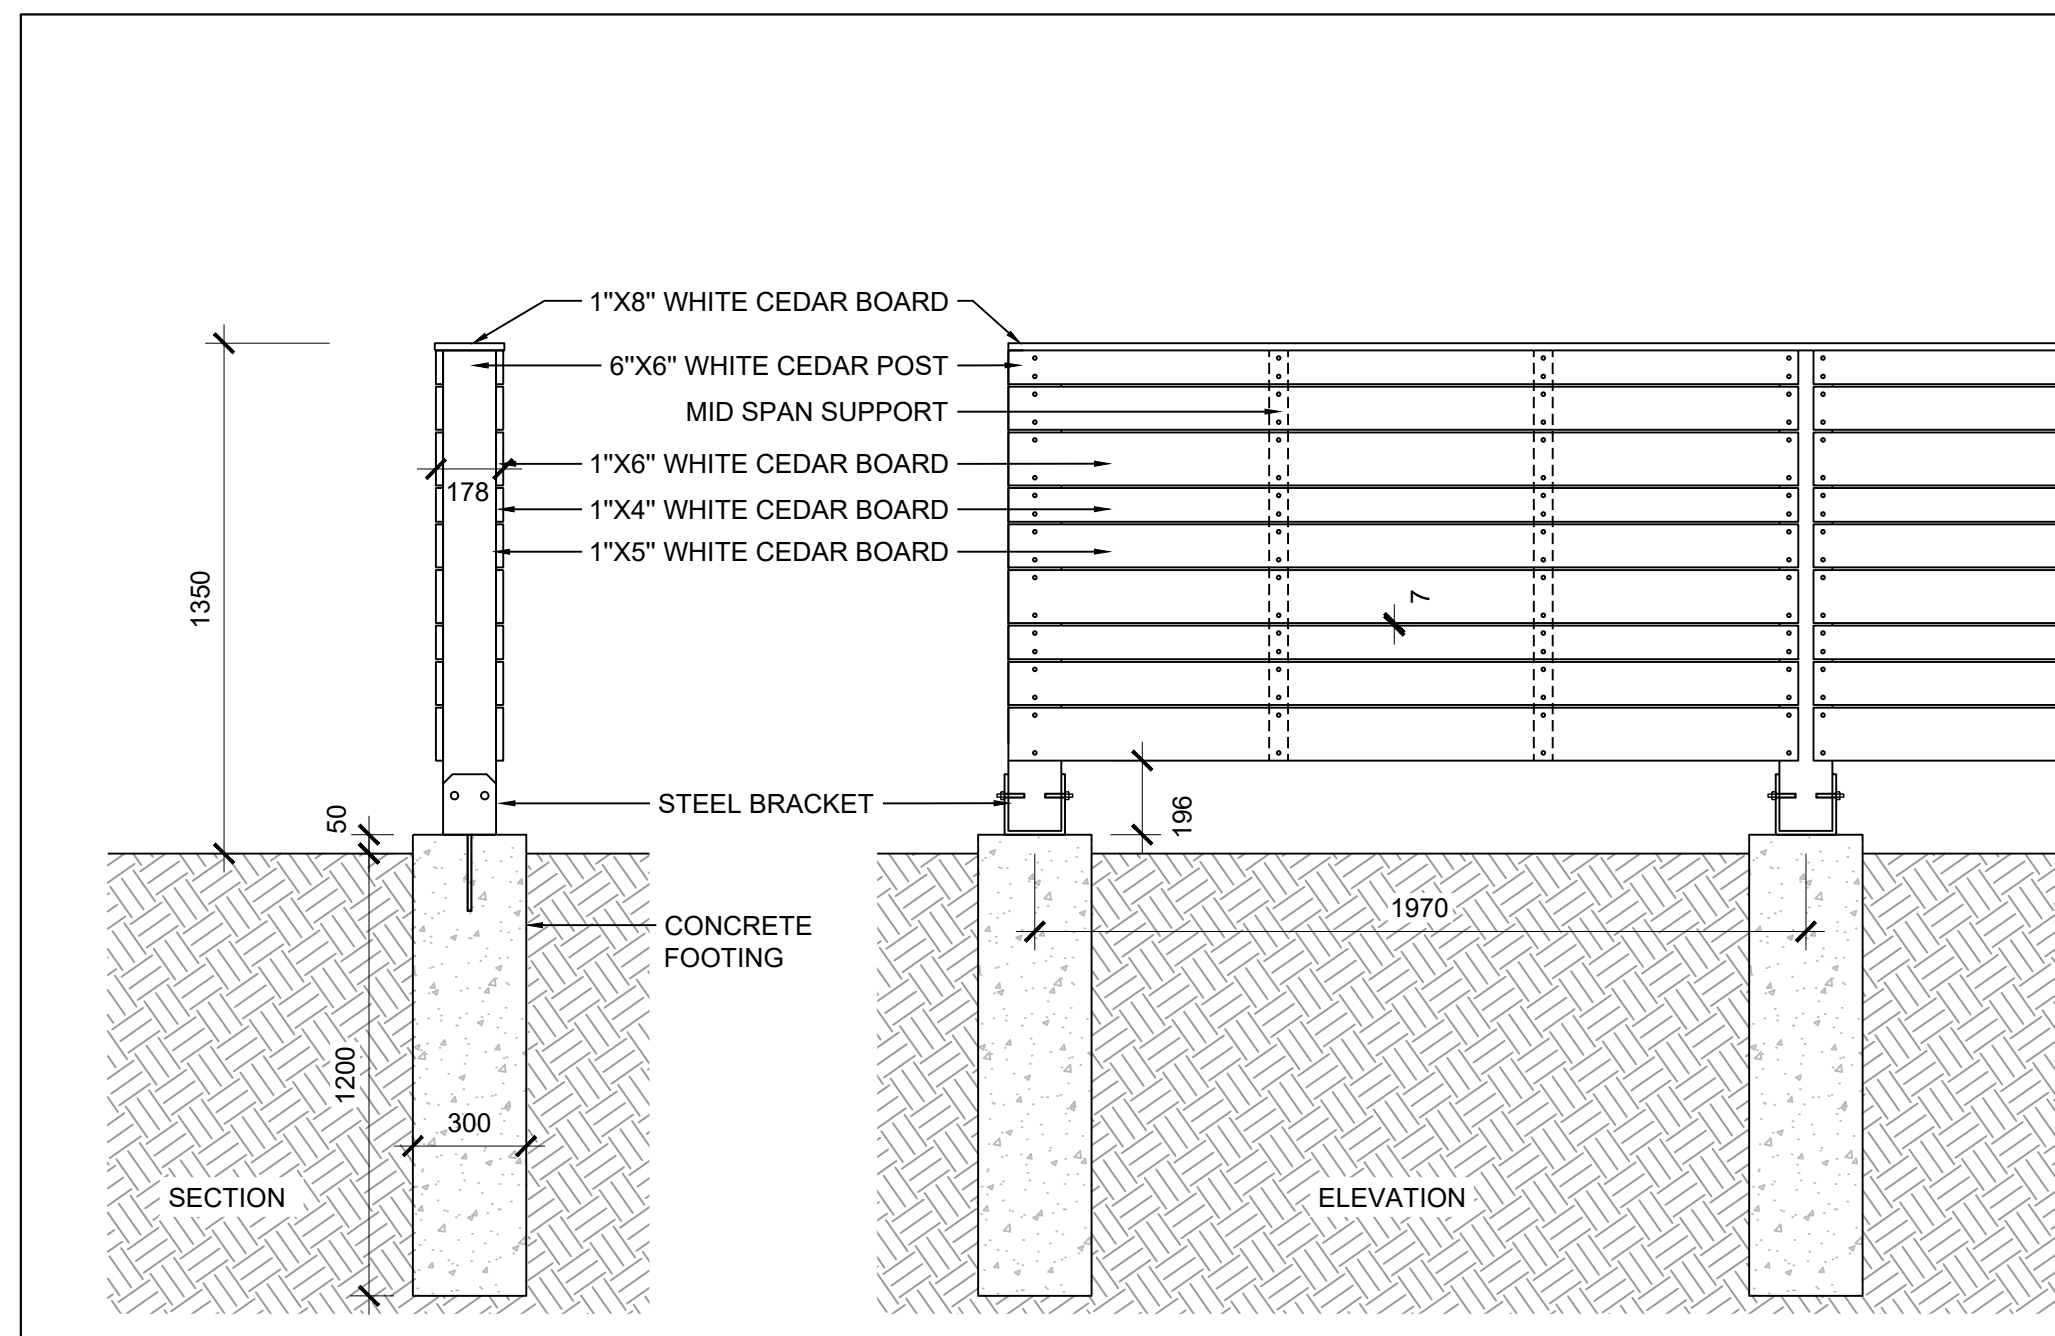 1"X8" WHITE CEDAR BOARD
6"X6" WHITE CEDAR POST
MID SPAN SUPPORT
1"X6" WHITE CEDAR BOARD
178
1"X4" WHITE CEDAR BOARD
1"X5" WHITE CEDAR BOARD
1350
7
STEEL BRACKET
50
196
CONCRETE
FOOTING
1970
1200
300
SECTION
ELEVATION